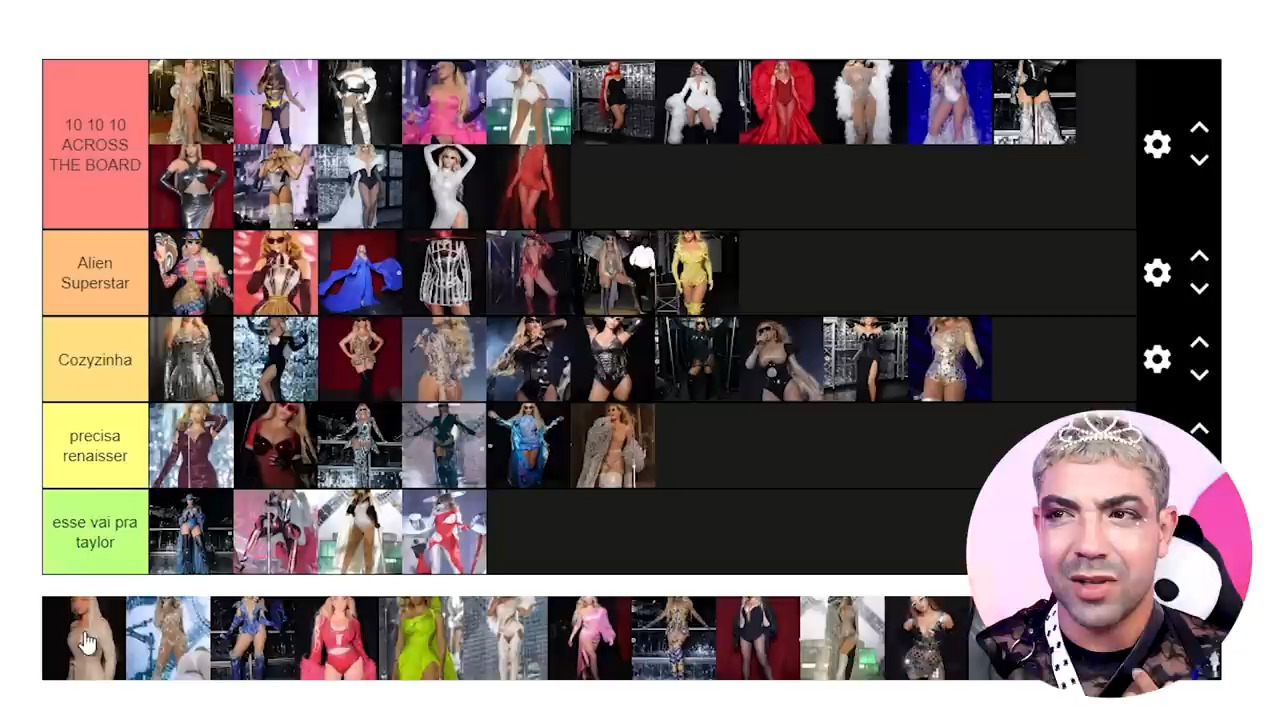 10 10 10
ACROSS
THE BOARD
Alien
Superstar
Cozyzinha
precisa
renaisser
esse vai pra
taylor